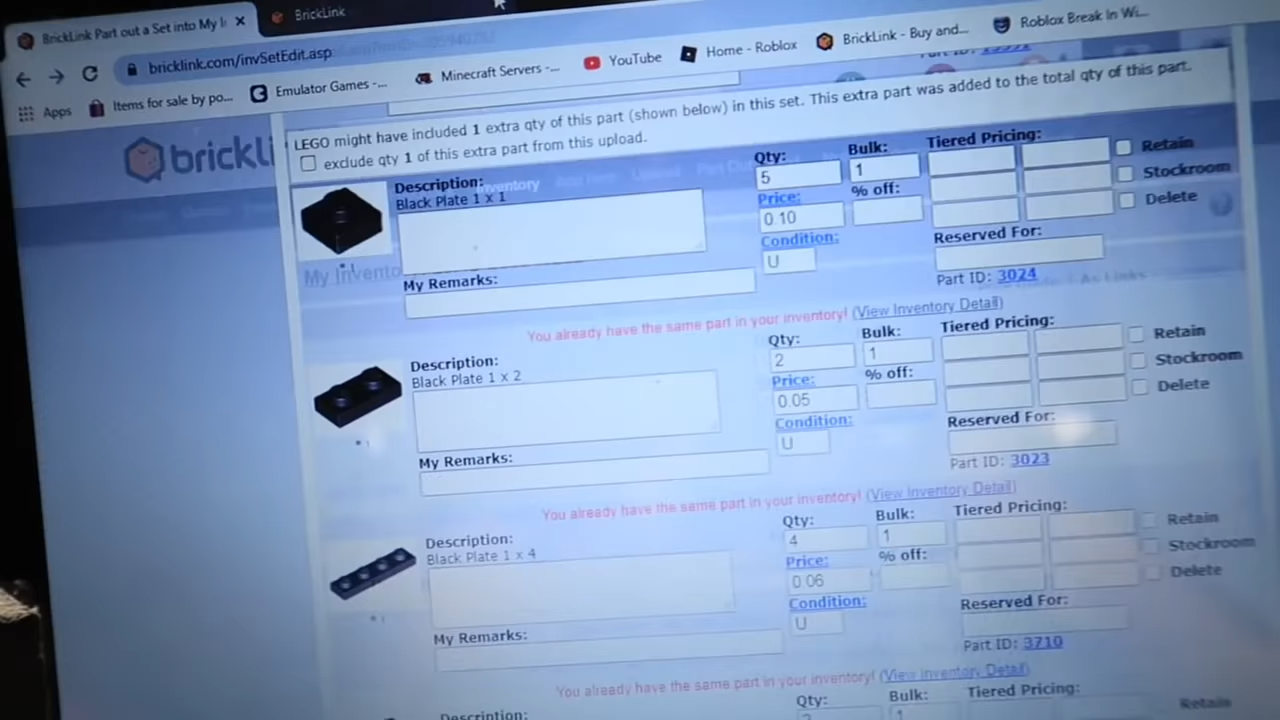 BrickLink Part out a Set into My I
BrickLink
bricklink.com/invSetEdit.asp
Apps
Items for sale by po...
Emulator Games -...
Minecraft Servers -...
YouTube
Home - Roblox
BrickLink - Buy and...
Roblox Break In Wi...
LEGO might have included 1 extra qty of this part (shown below) in this set. This extra part was added to the total qty of this part.
exclude qty 1 of this extra part from this upload.
brickli
Description:
Black Plate 1 x 1
Qty:
5
Bulk:
1
Tiered Pricing:
Retain
Price:
0.10
% off:
Stockroom
Delete
Condition:
U
Reserved For:
My Invento
My Remarks:
Part ID: 3024
You already have the same part in your inventory! (View Inventory Detail)
Description:
Black Plate 1 x 2
Qty:
2
Bulk:
1
Tiered Pricing:
Retain
Price:
0.05
% off:
Stockroom
Delete
Condition:
U
Reserved For:
My Remarks:
Part ID: 3023
You already have the same part in your inventory! (View Inventory Detail)
Description:
Black Plate 1 x 4
Qty:
4
Bulk:
1
Tiered Pricing:
Retain
Price:
0.06
% off:
Stockroom
Delete
Condition:
U
Reserved For:
My Remarks:
Part ID: 3710
You already have the same part in your inventory! (View Inventory Detail)
Description:
Qty:
Bulk:
1
Tiered Pricing:
Retain